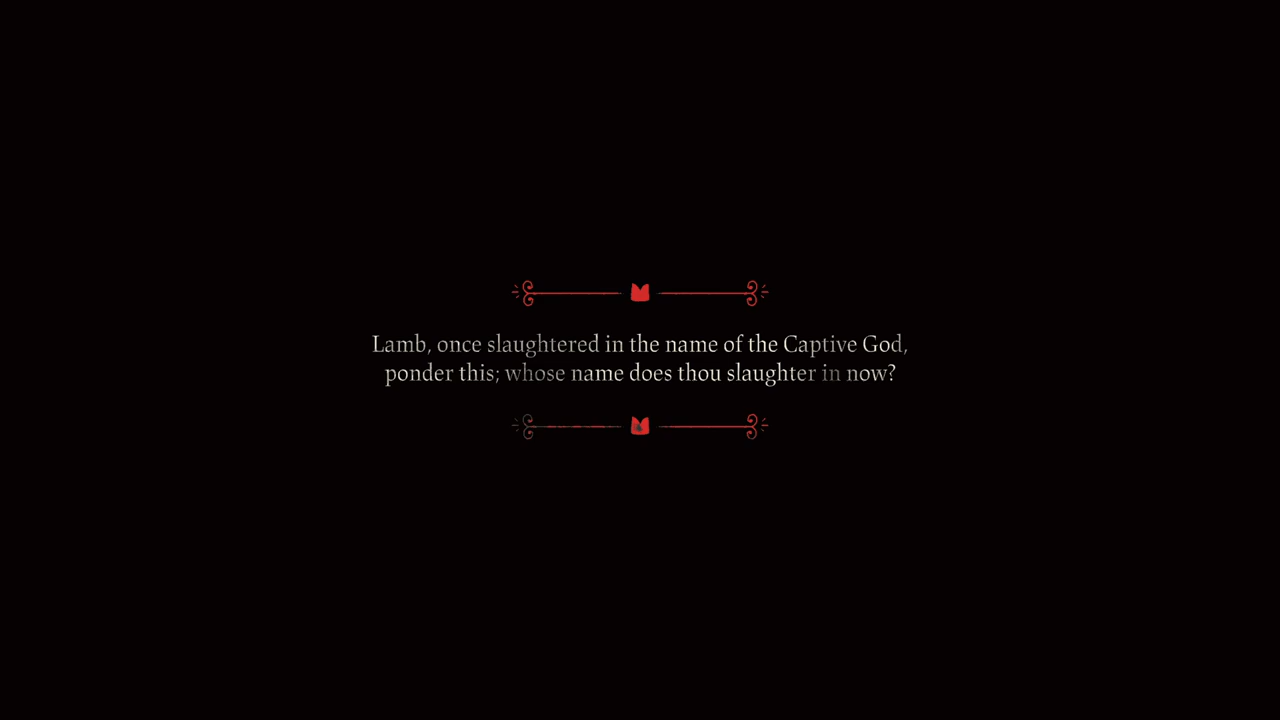 Lamb, once slaughtered in the name of the Captive God,
ponder this; whose name does thou slaughter in now?